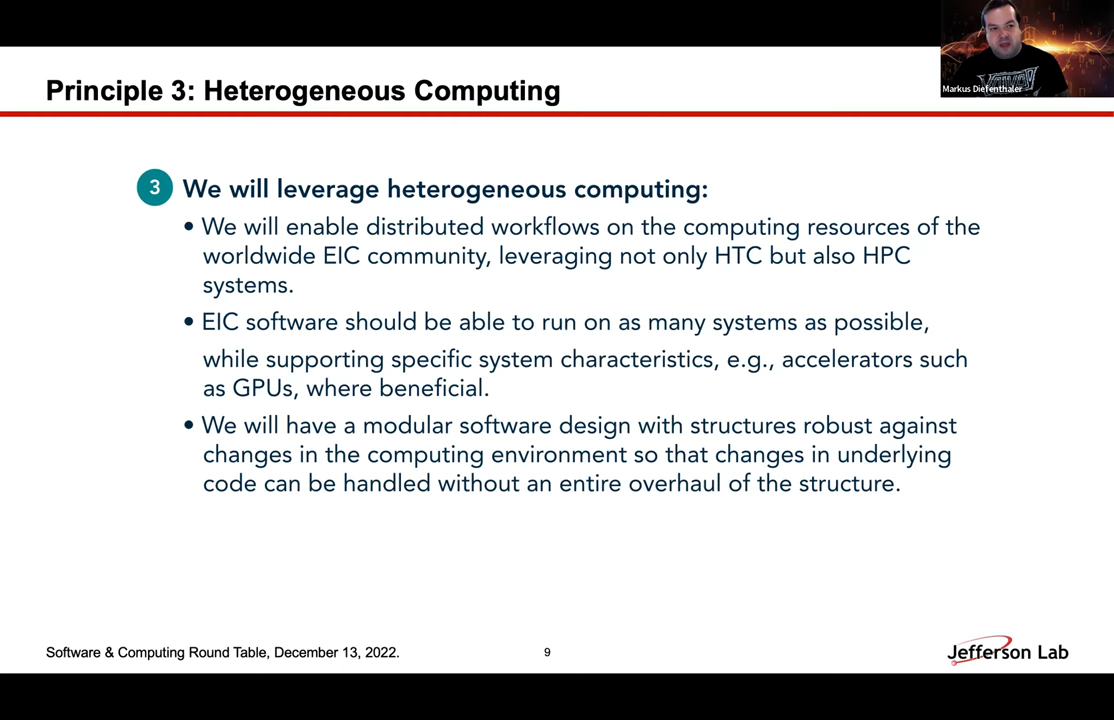 Principle 3: Heterogeneous Computing
Markus Diefenthaler
3 We will leverage heterogeneous computing:
• We will enable distributed workflows on the computing resources of the
worldwide EIC community, leveraging not only HTC but also HPC
systems.
• EIC software should be able to run on as many systems as possible,
while supporting specific system characteristics, e.g., accelerators such
as GPUs, where beneficial.
• We will have a modular software design with structures robust against
changes in the computing environment so that changes in underlying
code can be handled without an entire overhaul of the structure.
Software & Computing Round Table, December 13, 2022.
9
Jefferson Lab